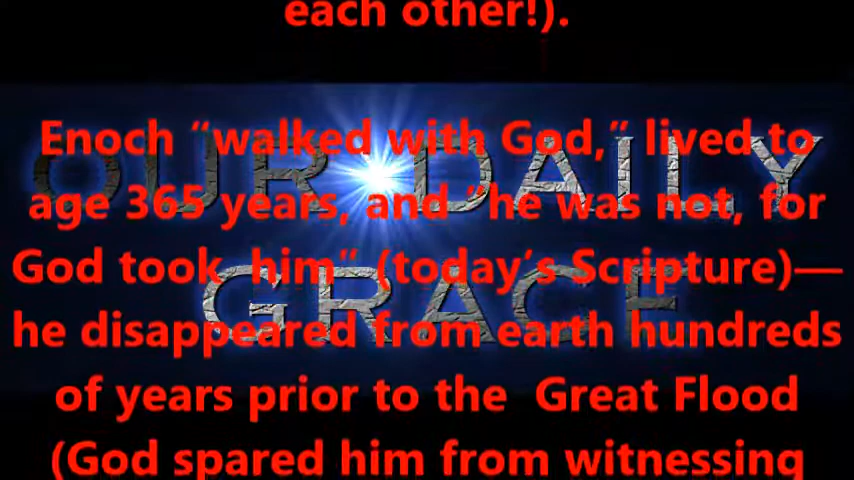 each other!).
Enoch “walked with God,” lived to
age 365 years, and “he was not, for
God took  him” (today’s Scripture)—
he disappeared from earth hundreds
of years prior to the  Great Flood
(God spared him from witnessing
OUR DAILY
GRACE